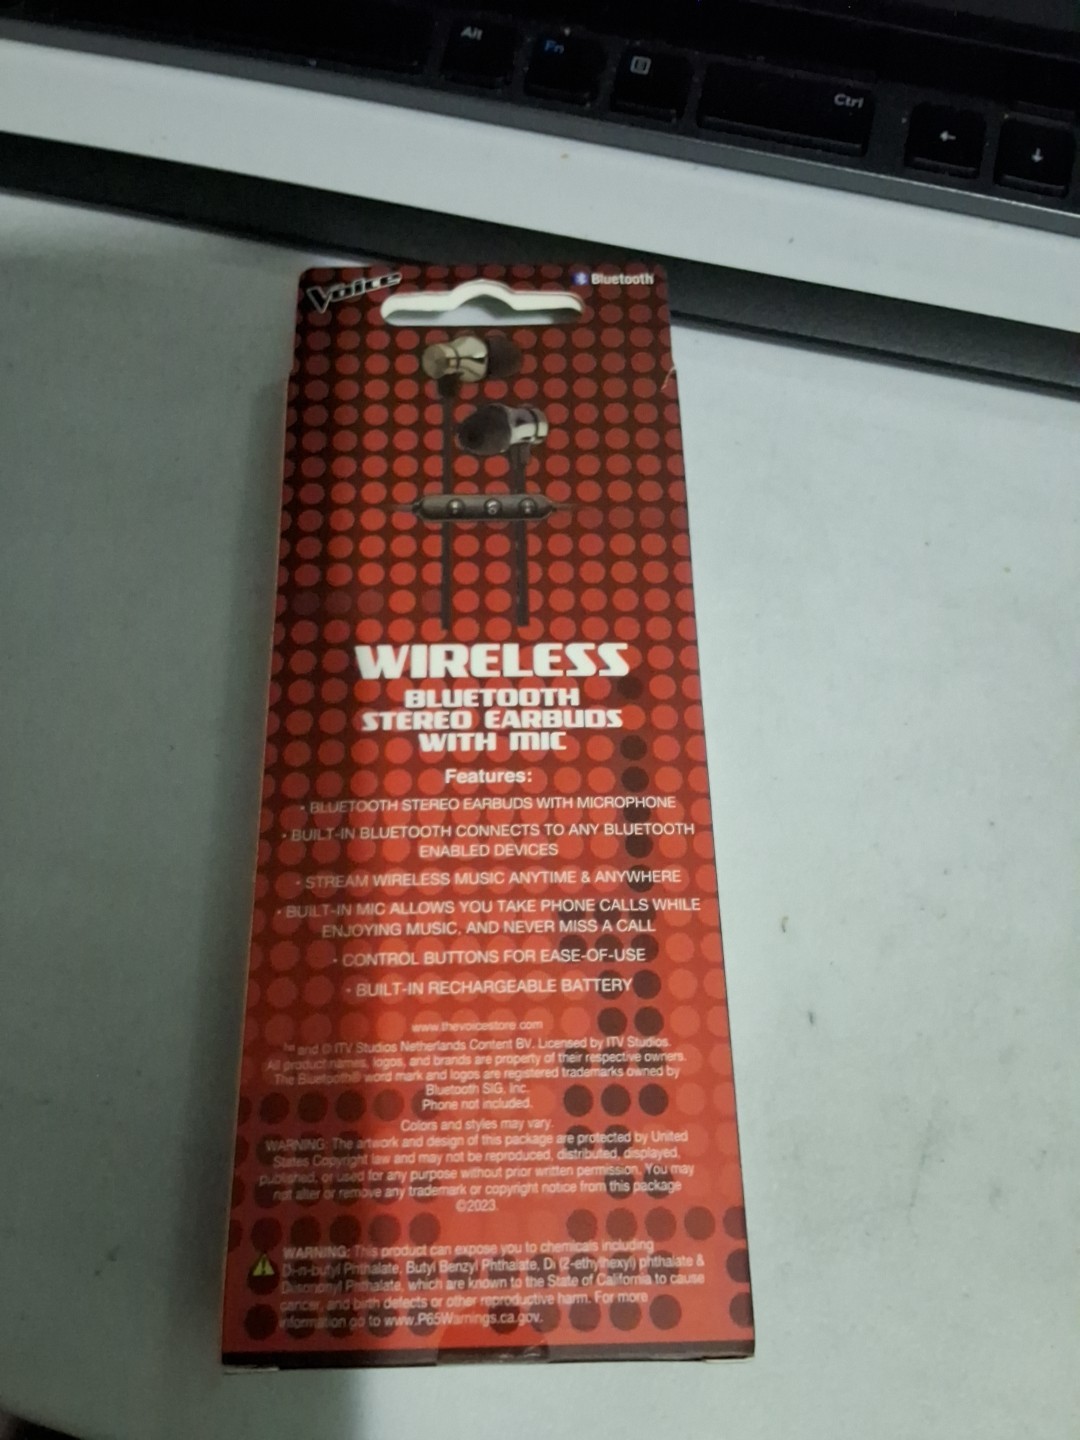 Alt
Fn
Ctrl
←
↓
Voice
Bluetooth
WIRELESS
BLUETOOTH
STEREO EARBUDS
WITH MIC
Features:
• BLUETOOTH STEREO EARBUDS WITH MICROPHONE
• BUILT-IN BLUETOOTH CONNECTS TO ANY BLUETOOTH
ENABLED DEVICES
• STREAM WIRELESS MUSIC ANYTIME & ANYWHERE
• BUILT-IN MIC ALLOWS YOU TAKE PHONE CALLS WHILE
ENJOYING MUSIC, AND NEVER MISS A CALL
• CONTROL BUTTONS FOR EASE-OF-USE
• BUILT-IN RECHARGEABLE BATTERY
www.thevoicestore.com
™ and © ITV Studios Netherlands Content BV. Licensed by ITV Studios.
All product names, logos, and brands are property of their respective owners.
The Bluetooth® word mark and logos are registered trademarks owned by
Bluetooth SIG, Inc.
Phone not included.
Colors and styles may vary.
WARNING: The artwork and design of this package are protected by United
States Copyright law and may not be reproduced, distributed, displayed,
published, or used for any purpose without prior written permission. You may
not alter or remove any trademark or copyright notice from this package
©2023.
WARNING: This product can expose you to chemicals including
Di-n-butyl Phthalate, Butyl Benzyl Phthalate, Di (2-ethylhexyl) phthalate &
Diisononyl Phthalate, which are known to the State of California to cause
cancer, and birth defects or other reproductive harm. For more
information go to www.P65Warnings.ca.gov.